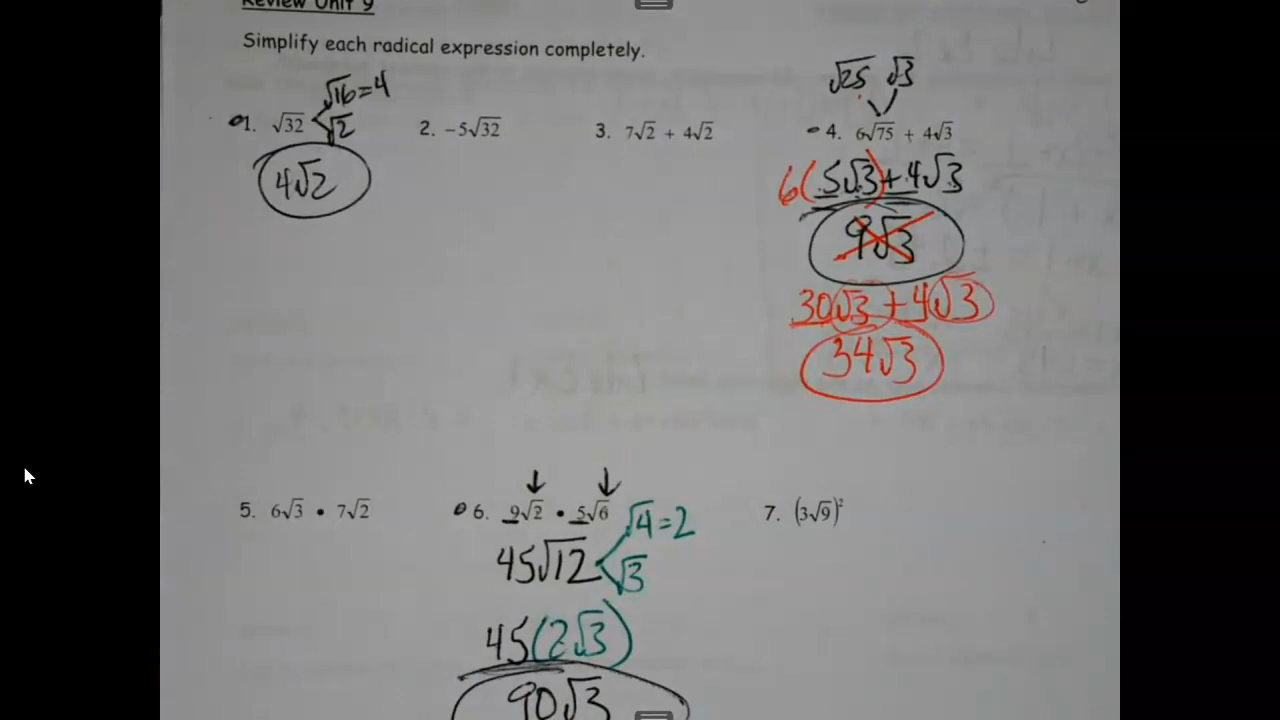 Review Unit 9
Simplify each radical expression completely.
1. √32
√16=4
√2
4√2
2. -5√32
3. 7√2 + 4√2
√25 √3
4. 6√75 + 4√3
6(5√3)+4√3
9√3
30√3+4√3
34√3
5. 6√3 • 7√2
6. 9√2 • 5√6
√4=2
45√12
√3
45(2√3)
90√3
7. (3√9)²